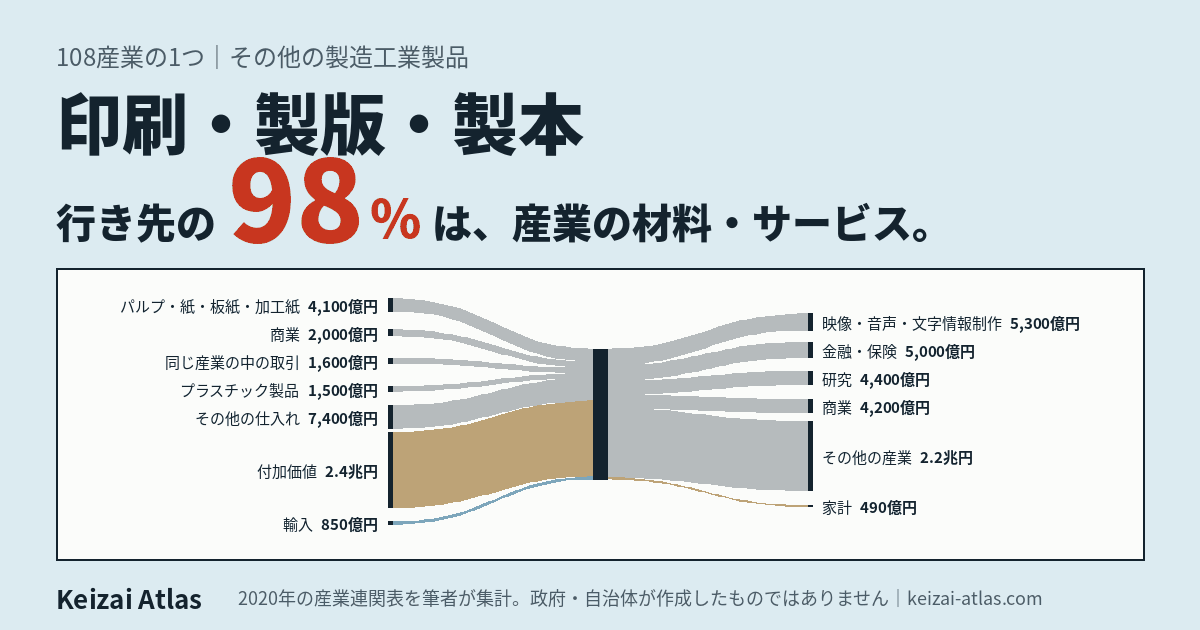 108産業の1つ｜その他の製造工業製品
印刷・製版・製本
行き先の 98% は、産業の材料・サービス。
パルプ・紙・板紙・加工紙 4,100億円
商業 2,000億円
同じ産業の中の取引 1,600億円
プラスチック製品 1,500億円
その他の仕入れ 7,400億円
付加価値 2.4兆円
輸入 850億円
映像・音声・文字情報制作 5,300億円
金融・保険 5,000億円
研究 4,400億円
商業 4,200億円
その他の産業 2.2兆円
家計 490億円
Keizai Atlas 2020年の産業連関表を筆者が集計。政府・自治体が作成したものではありません｜keizai-atlas.com